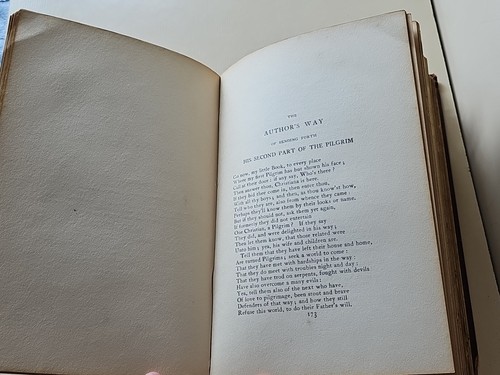 THE
AUTHOR'S WAY
OF SENDING FORTH
HIS SECOND PART OF THE PILGRIM
Go now, my little Book, to every place
Where my first Pilgrim has but shown his face;
Call at their door: if any say, Who's there?
Then answer thou, Christiana is here.
If they bid thee come in, then enter thou,
With all thy boys; and then, as thou know'st how,
Tell who they are, also from whence they came:
Perhaps they'll know them by their looks or name.
But if they should not, ask them yet again,
If formerly they did not entertain
One Christian, a Pilgrim? If they say
They did, and were delighted in his way;
Then let them know, that those related were
Unto him; yea, his wife and children are.
Tell them that they have left their house and home,
Are turned Pilgrims; seek a world to come:
That they have met with hardships in the way:
That they do meet with troubles night and day:
That they have trod on serpents, fought with devils
Have also overcome a many evils:
Yea, tell them also of the next who have,
Of love to pilgrimage, been stout and brave
Defenders of that way; and how they still
Refuse this world, to do their Father's will.
173